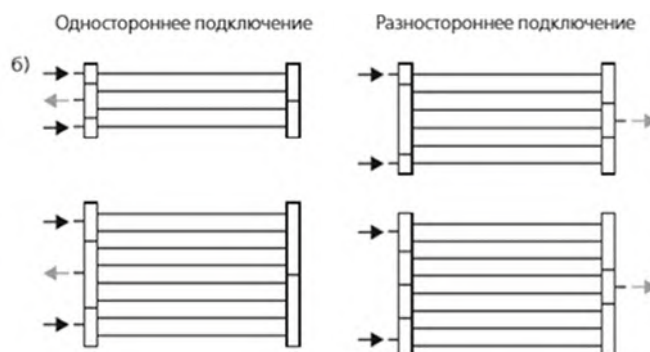 Одностороннее подключение
Разностороннее подключение
б)